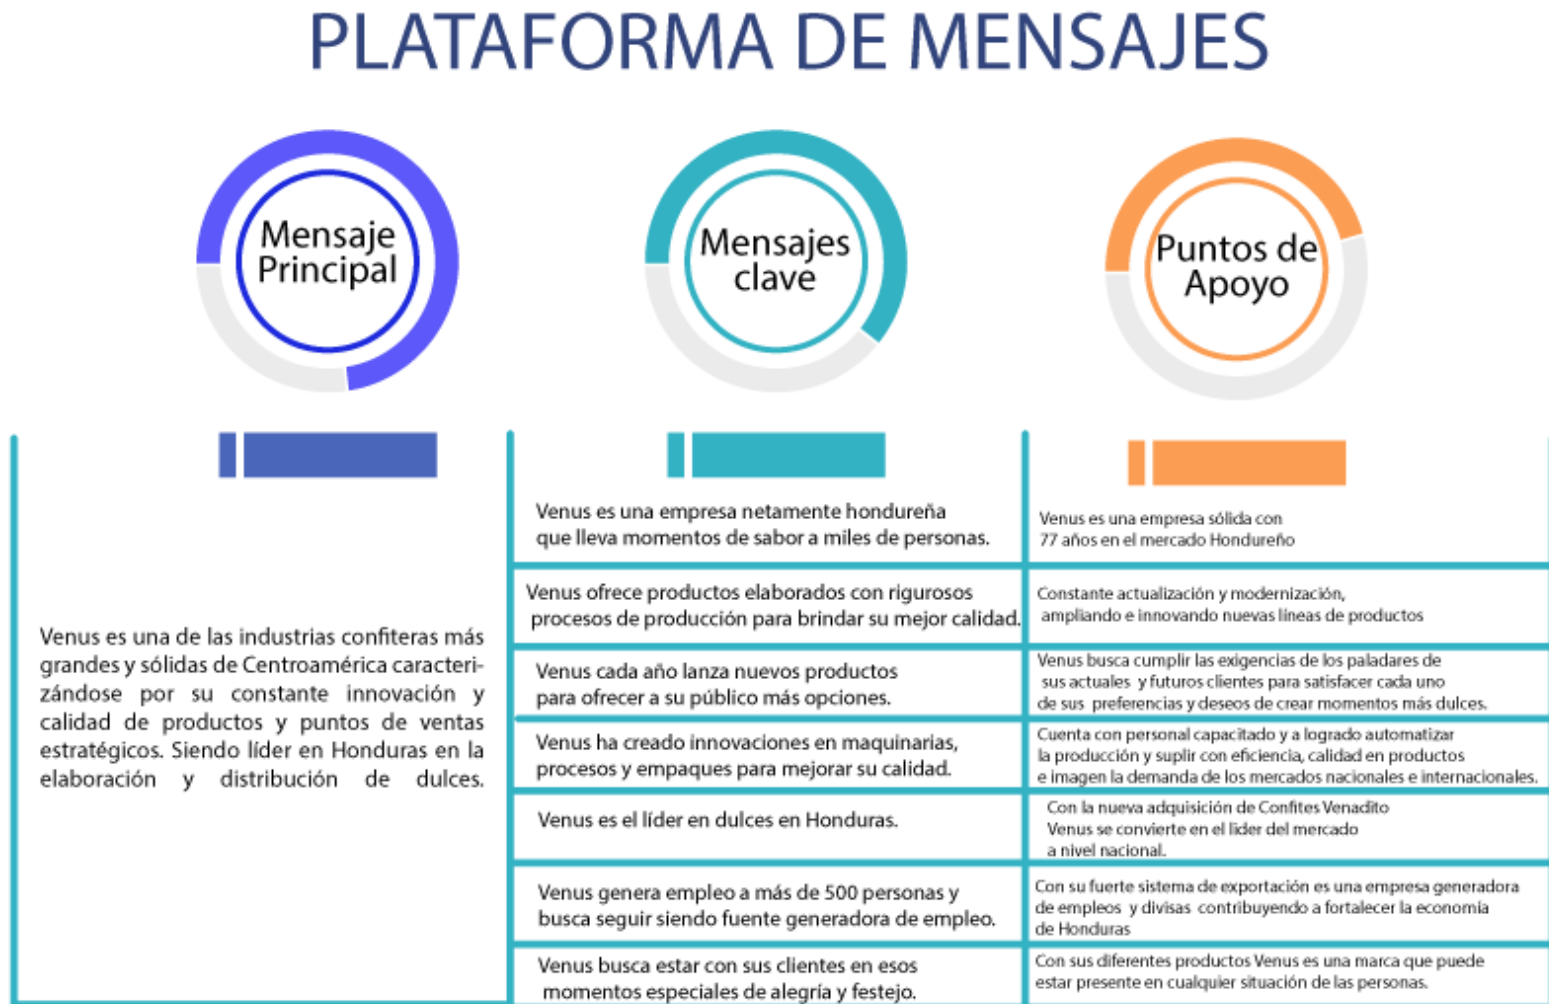 PLATAFORMA DE MENSAJES
Mensaje
Principal
Mensajes
clave
Puntos de
Apoyo
Venus es una de las industrias confiteras más
grandes y sólidas de Centroamérica caracteri-
zándose por su constante innovación y
calidad de productos y puntos de ventas
estratégicos. Siendo líder en Honduras en la
elaboración y distribución de dulces.
Venus es una empresa netamente hondureña
que lleva momentos de sabor a miles de personas.
Venus es una empresa sólida con
77 años en el mercado Hondureño
Venus ofrece productos elaborados con rigurosos
procesos de producción para brindar su mejor calidad.
Constante actualización y modernización,
ampliando e innovando nuevas líneas de productos
Venus cada año lanza nuevos productos
para ofrecer a su público más opciones.
Venus busca cumplir las exigencias de los paladares de
sus actuales y futuros clientes para satisfacer cada uno
de sus preferencias y deseos de crear momentos más dulces.
Venus ha creado innovaciones en maquinarias,
procesos y empaques para mejorar su calidad.
Cuenta con personal capacitado y a logrado automatizar
la producción y suplir con eficiencia, calidad en productos
e imagen la demanda de los mercados nacionales e internacionales.
Venus es el líder en dulces en Honduras.
Con la nueva adquisición de Confites Venadito
Venus se convierte en el lider del mercado
a nivel nacional.
Venus genera empleo a más de 500 personas y
busca seguir siendo fuente generadora de empleo.
Con su fuerte sistema de exportación es una empresa generadora
de empleos y divisas contribuyendo a fortalecer la economía
de Honduras
Venus busca estar con sus clientes en esos
momentos especiales de alegría y festejo.
Con sus diferentes productos Venus es una marca que puede
estar presente en cualquier situación de las personas.